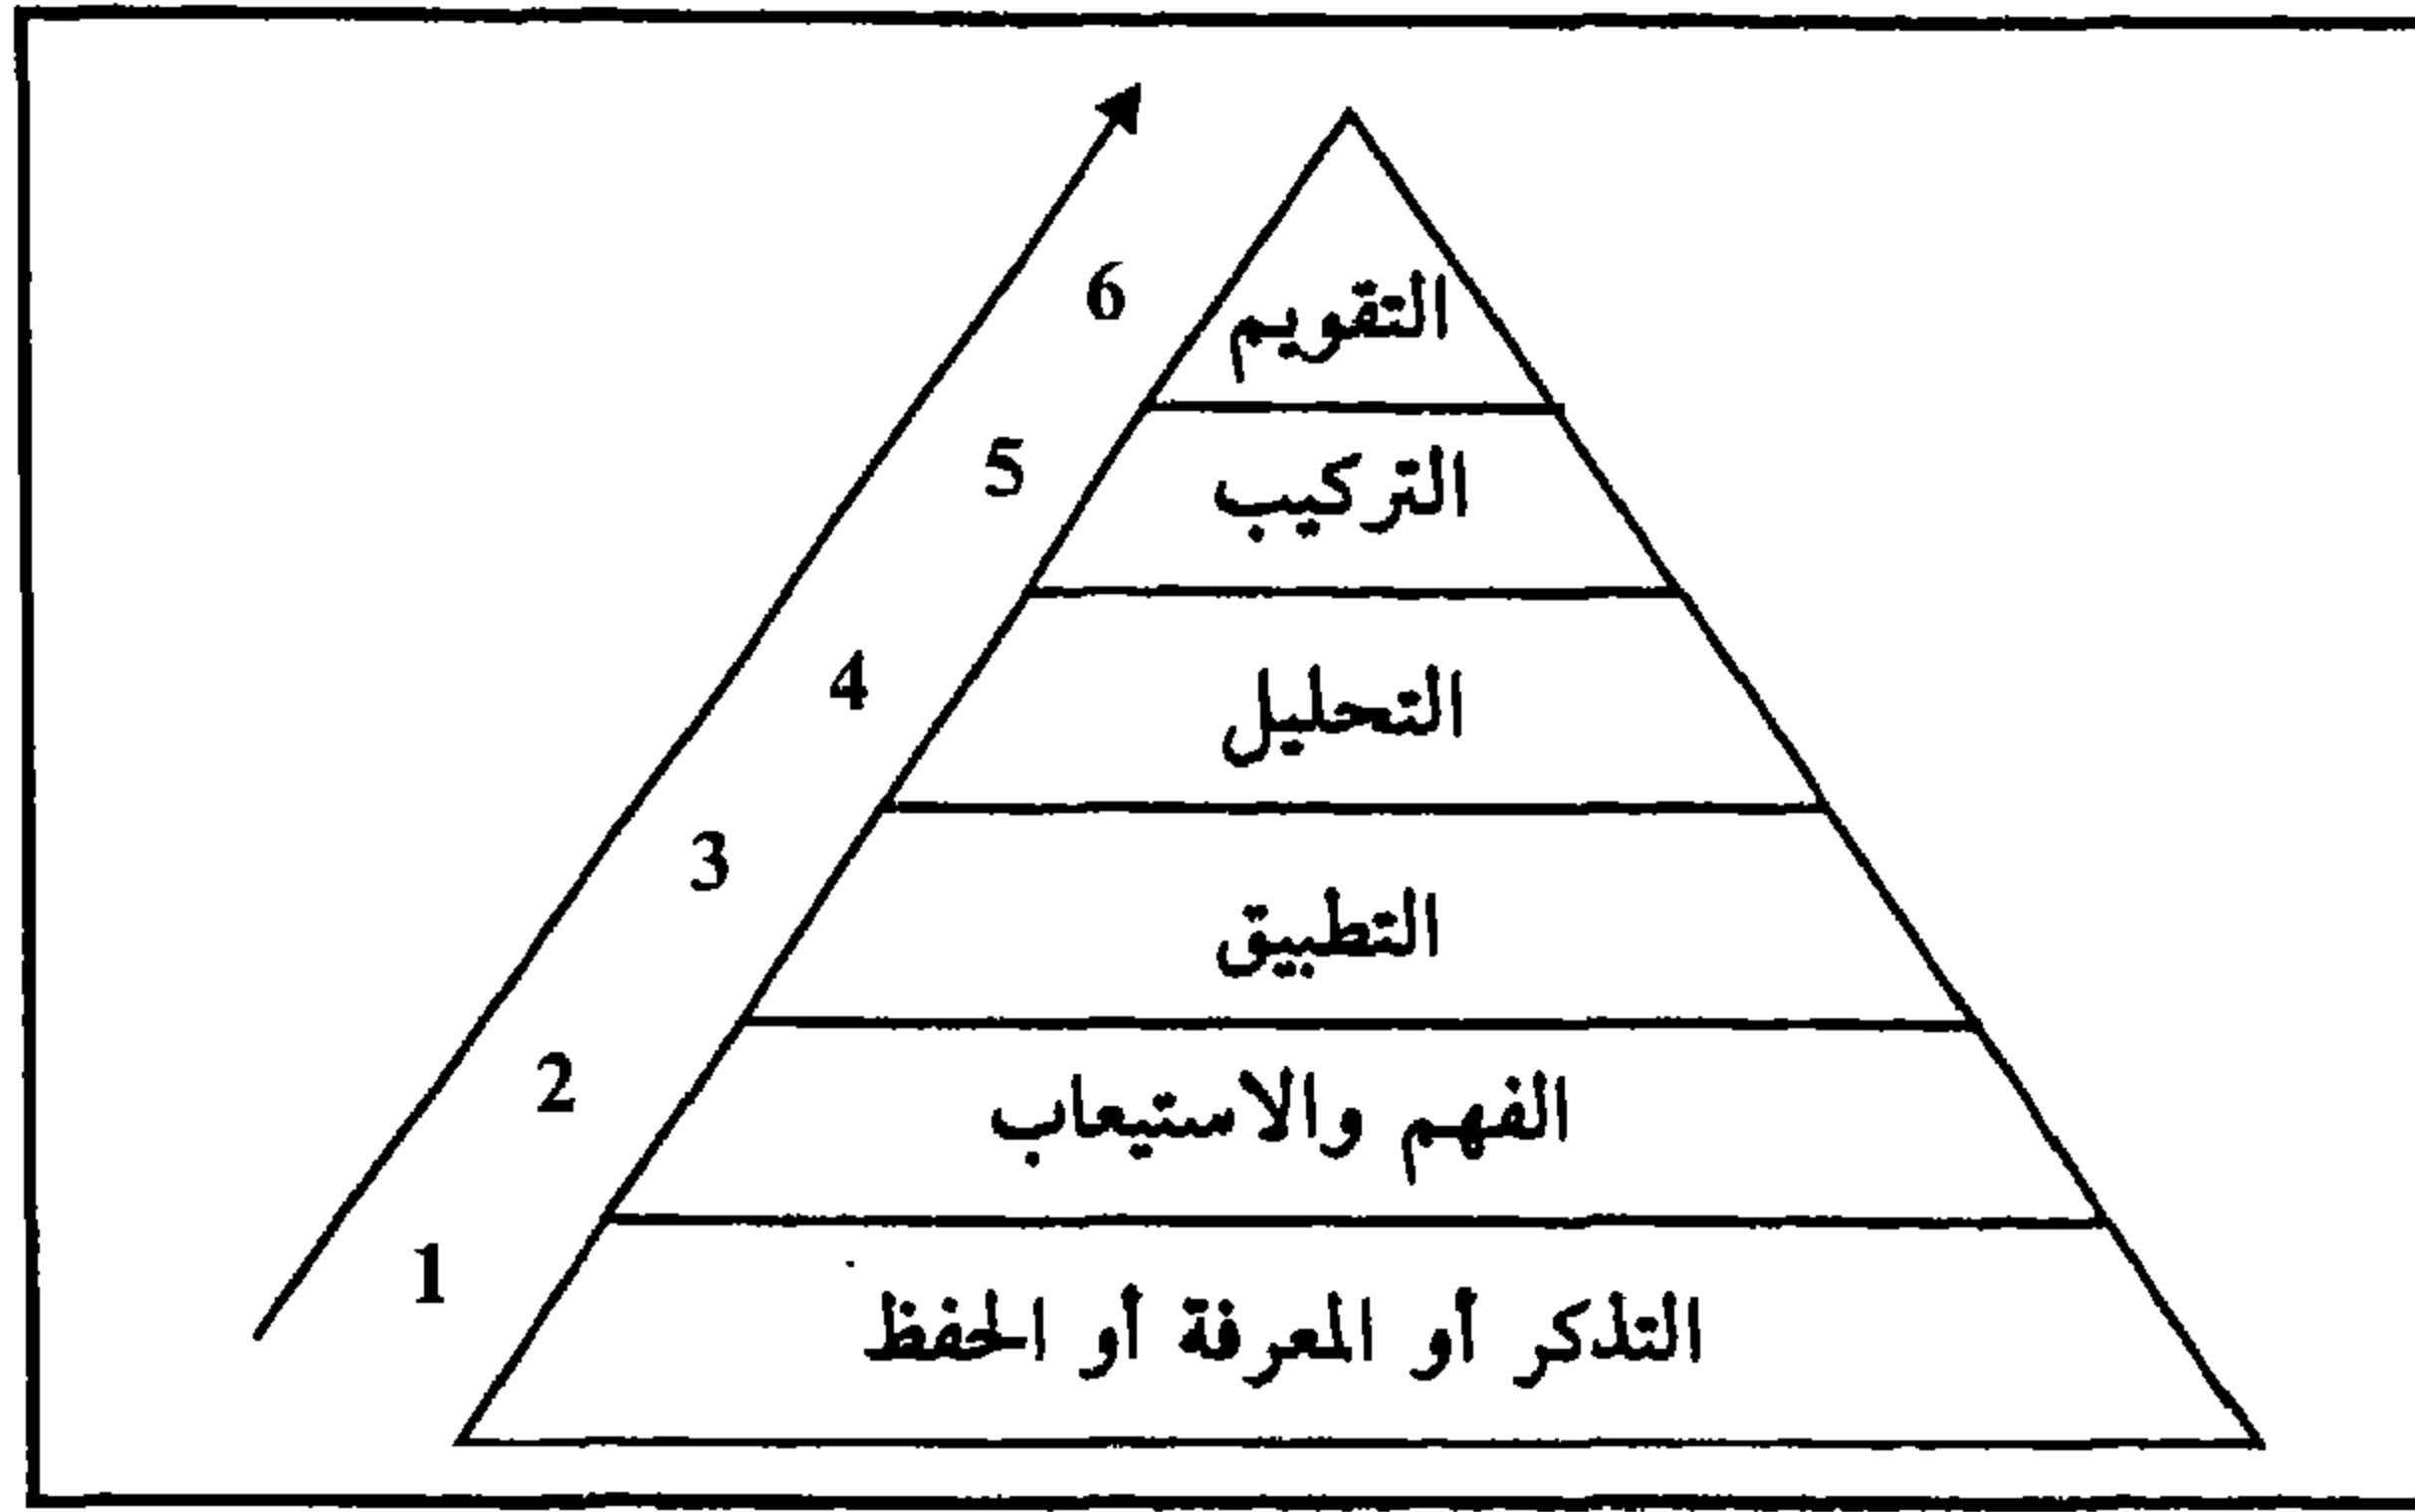 6
التقويم
5
التركيب
4
التحليل
3
التطبيق
2
الفهم والاستيعاب
1
التذكر أو المعرفة أو الحفظ